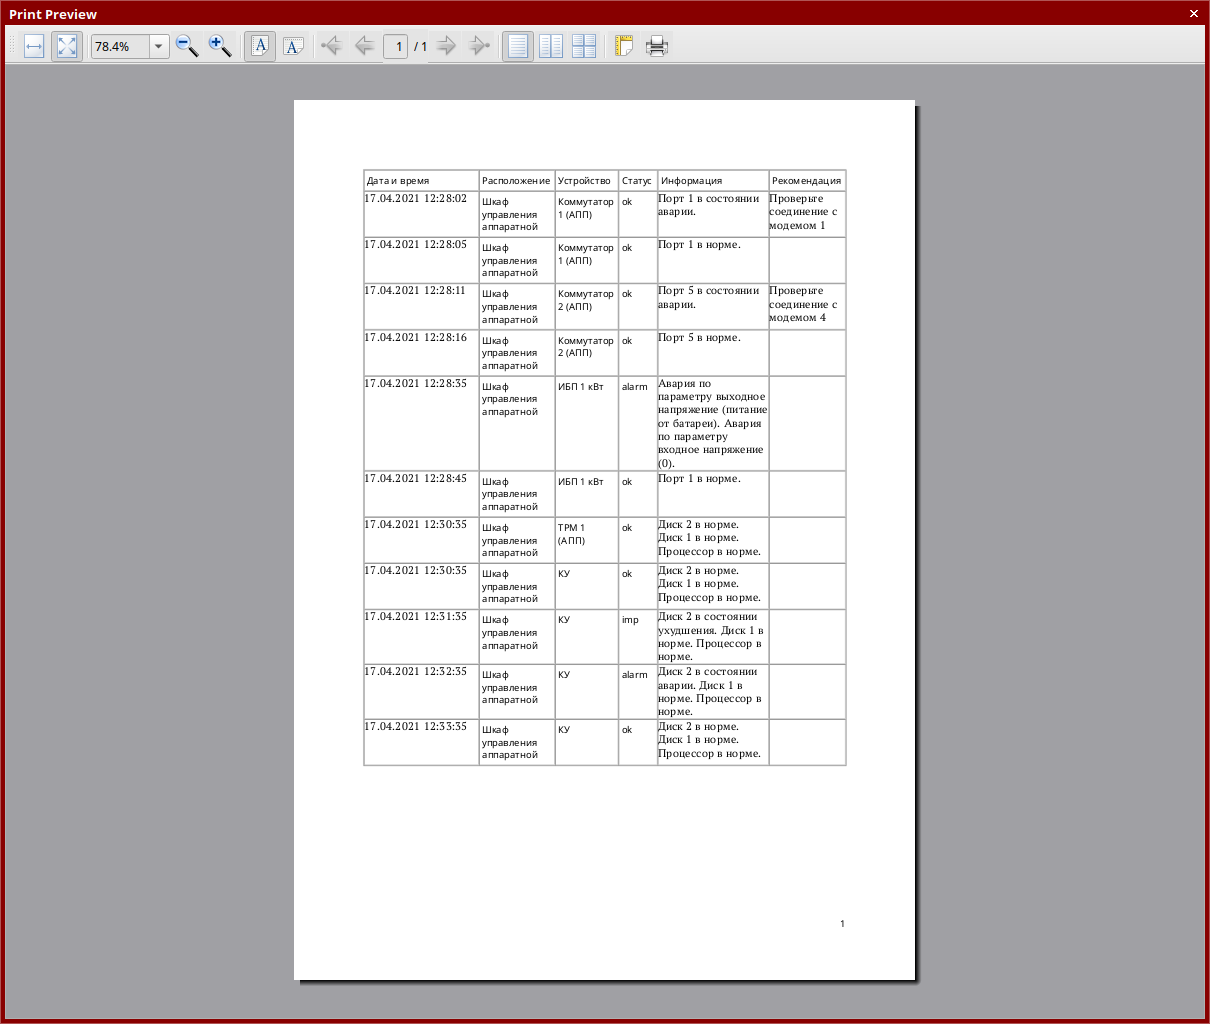 Print Preview
78.4%
1 / 1
Дата и время Расположение Устройство Статус Информация Рекомендация
17.04.2021 12:28:02 Шкаф управления аппаратной Коммутатор 1 (АПП) ok Порт 1 в состоянии аварии. Проверьте соединение с модемом 1
17.04.2021 12:28:05 Шкаф управления аппаратной Коммутатор 1 (АПП) ok Порт 1 в норме.
17.04.2021 12:28:11 Шкаф управления аппаратной Коммутатор 2 (АПП) ok Порт 5 в состоянии аварии. Проверьте соединение с модемом 4
17.04.2021 12:28:16 Шкаф управления аппаратной Коммутатор 2 (АПП) ok Порт 5 в норме.
17.04.2021 12:28:35 Шкаф управления аппаратной ИБП 1 кВт alarm Авария по параметру выходное напряжение (питание от батареи). Авария по параметру входное напряжение (0).
17.04.2021 12:28:45 Шкаф управления аппаратной ИБП 1 кВт ok Порт 1 в норме.
17.04.2021 12:30:35 Шкаф управления аппаратной ТРМ 1 (АПП) ok Диск 2 в норме. Диск 1 в норме. Процессор в норме.
17.04.2021 12:30:35 Шкаф управления аппаратной КУ ok Диск 2 в норме. Диск 1 в норме. Процессор в норме.
17.04.2021 12:31:35 Шкаф управления аппаратной КУ imp Диск 2 в состоянии ухудшения. Диск 1 в норме. Процессор в норме.
17.04.2021 12:32:35 Шкаф управления аппаратной КУ alarm Диск 2 в состоянии аварии. Диск 1 в норме. Процессор в норме.
17.04.2021 12:33:35 Шкаф управления аппаратной КУ ok Диск 2 в норме. Диск 1 в норме. Процессор в норме.
1